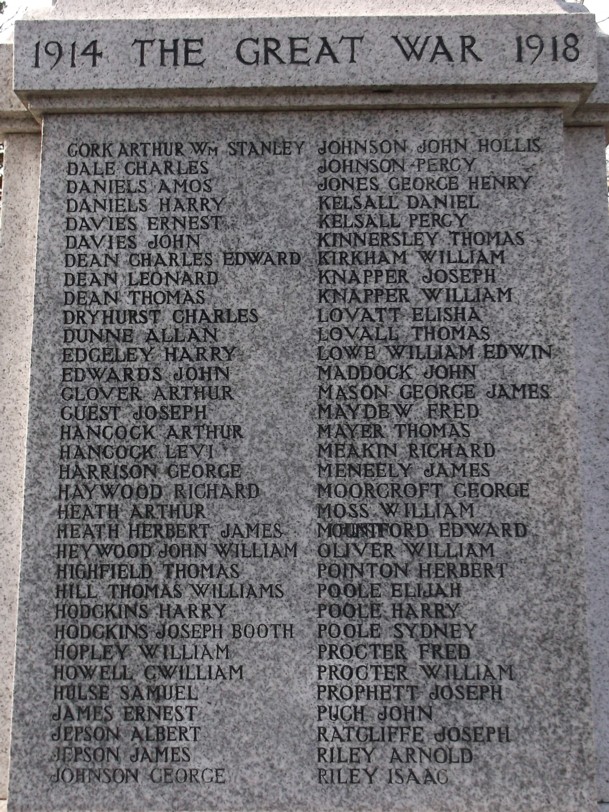 1914 THE GREAT WAR 1918
CORK ARTHUR WM STANLEY
DALE CHARLES
DANIELS AMOS
DANIELS HARRY
DAVIES ERNEST
DAVIES JOHN
DEAN CHARLES EDWARD
DEAN LEONARD
DEAN THOMAS
DRYHURST CHARLES
DUNNE ALLAN
EDGELEY HARRY
EDWARDS JOHN
GLOVER ARTHUR
GUEST JOSEPH
HANCOCK ARTHUR
HANCOCK LEVI
HARRISON GEORGE
HAYWOOD RICHARD
HEATH ARTHUR
HEATH HERBERT JAMES
HEYWOOD JOHN WILLIAM
HIGHFIELD THOMAS
HILL THOMAS WILLIAMS
HODGKINS HARRY
HODGKINS JOSEPH BOOTH
HOPLEY WILLIAM
HOWELL GWILLIAM
HULSE SAMUEL
JAMES ERNEST
JEPSON ALBERT
JEPSON JAMES
JOHNSON GEORGE
JOHNSON JOHN HOLLIS
JOHNSON PERCY
JONES GEORGE HENRY
KELSALL DANIEL
KELSALL PERCY
KINNERSLEY THOMAS
KIRKHAM WILLIAM
KNAPPER JOSEPH
KNAPPER WILLIAM
LOVATT ELISHA
LOVALL THOMAS
LOWE WILLIAM EDWIN
MADDOCK JOHN
MASON GEORGE JAMES
MAYDEW FRED
MAYER THOMAS
MEAKIN RICHARD
MENEELY JAMES
MOORCROFT GEORGE
MOSS WILLIAM
MOUNTFORD EDWARD
OLIVER WILLIAM
POINTON HERBERT
POOLE ELIJAH
POOLE HARRY
POOLE SYDNEY
PROCTER FRED
PROCTER WILLIAM
PROPHETT JOSEPH
PUGH JOHN
RATCLIFFE JOSEPH
RILEY ARNOLD
RILEY ISAAC